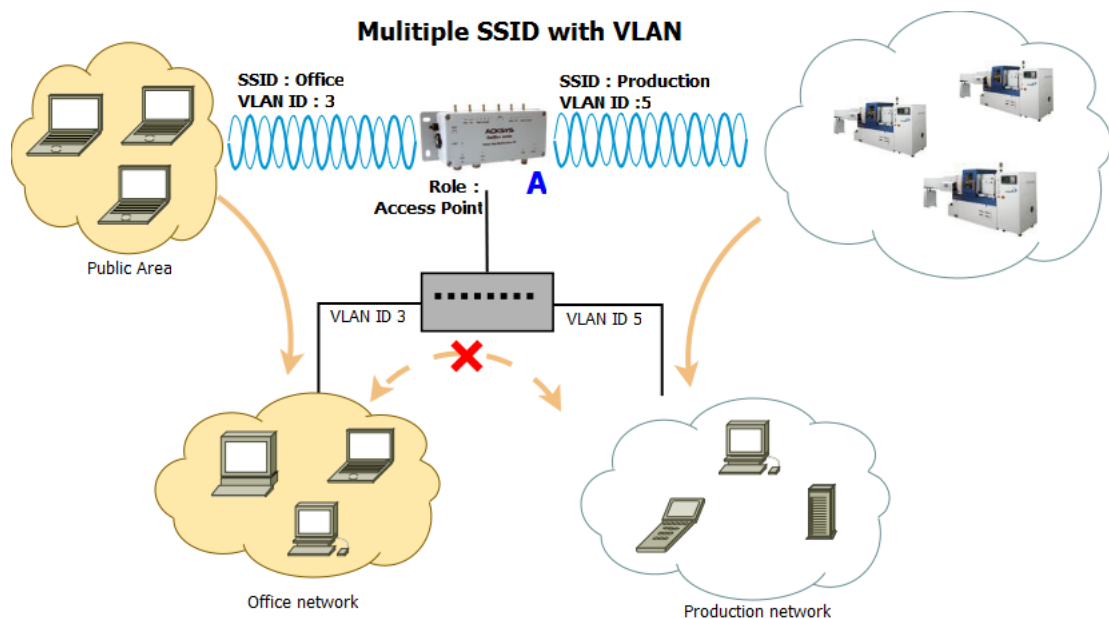 Mulitiple SSID with VLAN
SSID : Office
VLAN ID : 3
SSID : Production
VLAN ID :5
ACKSYS
A
Role :
Access Point
Public Area
VLAN ID 3
VLAN ID 5
Office network
Production network